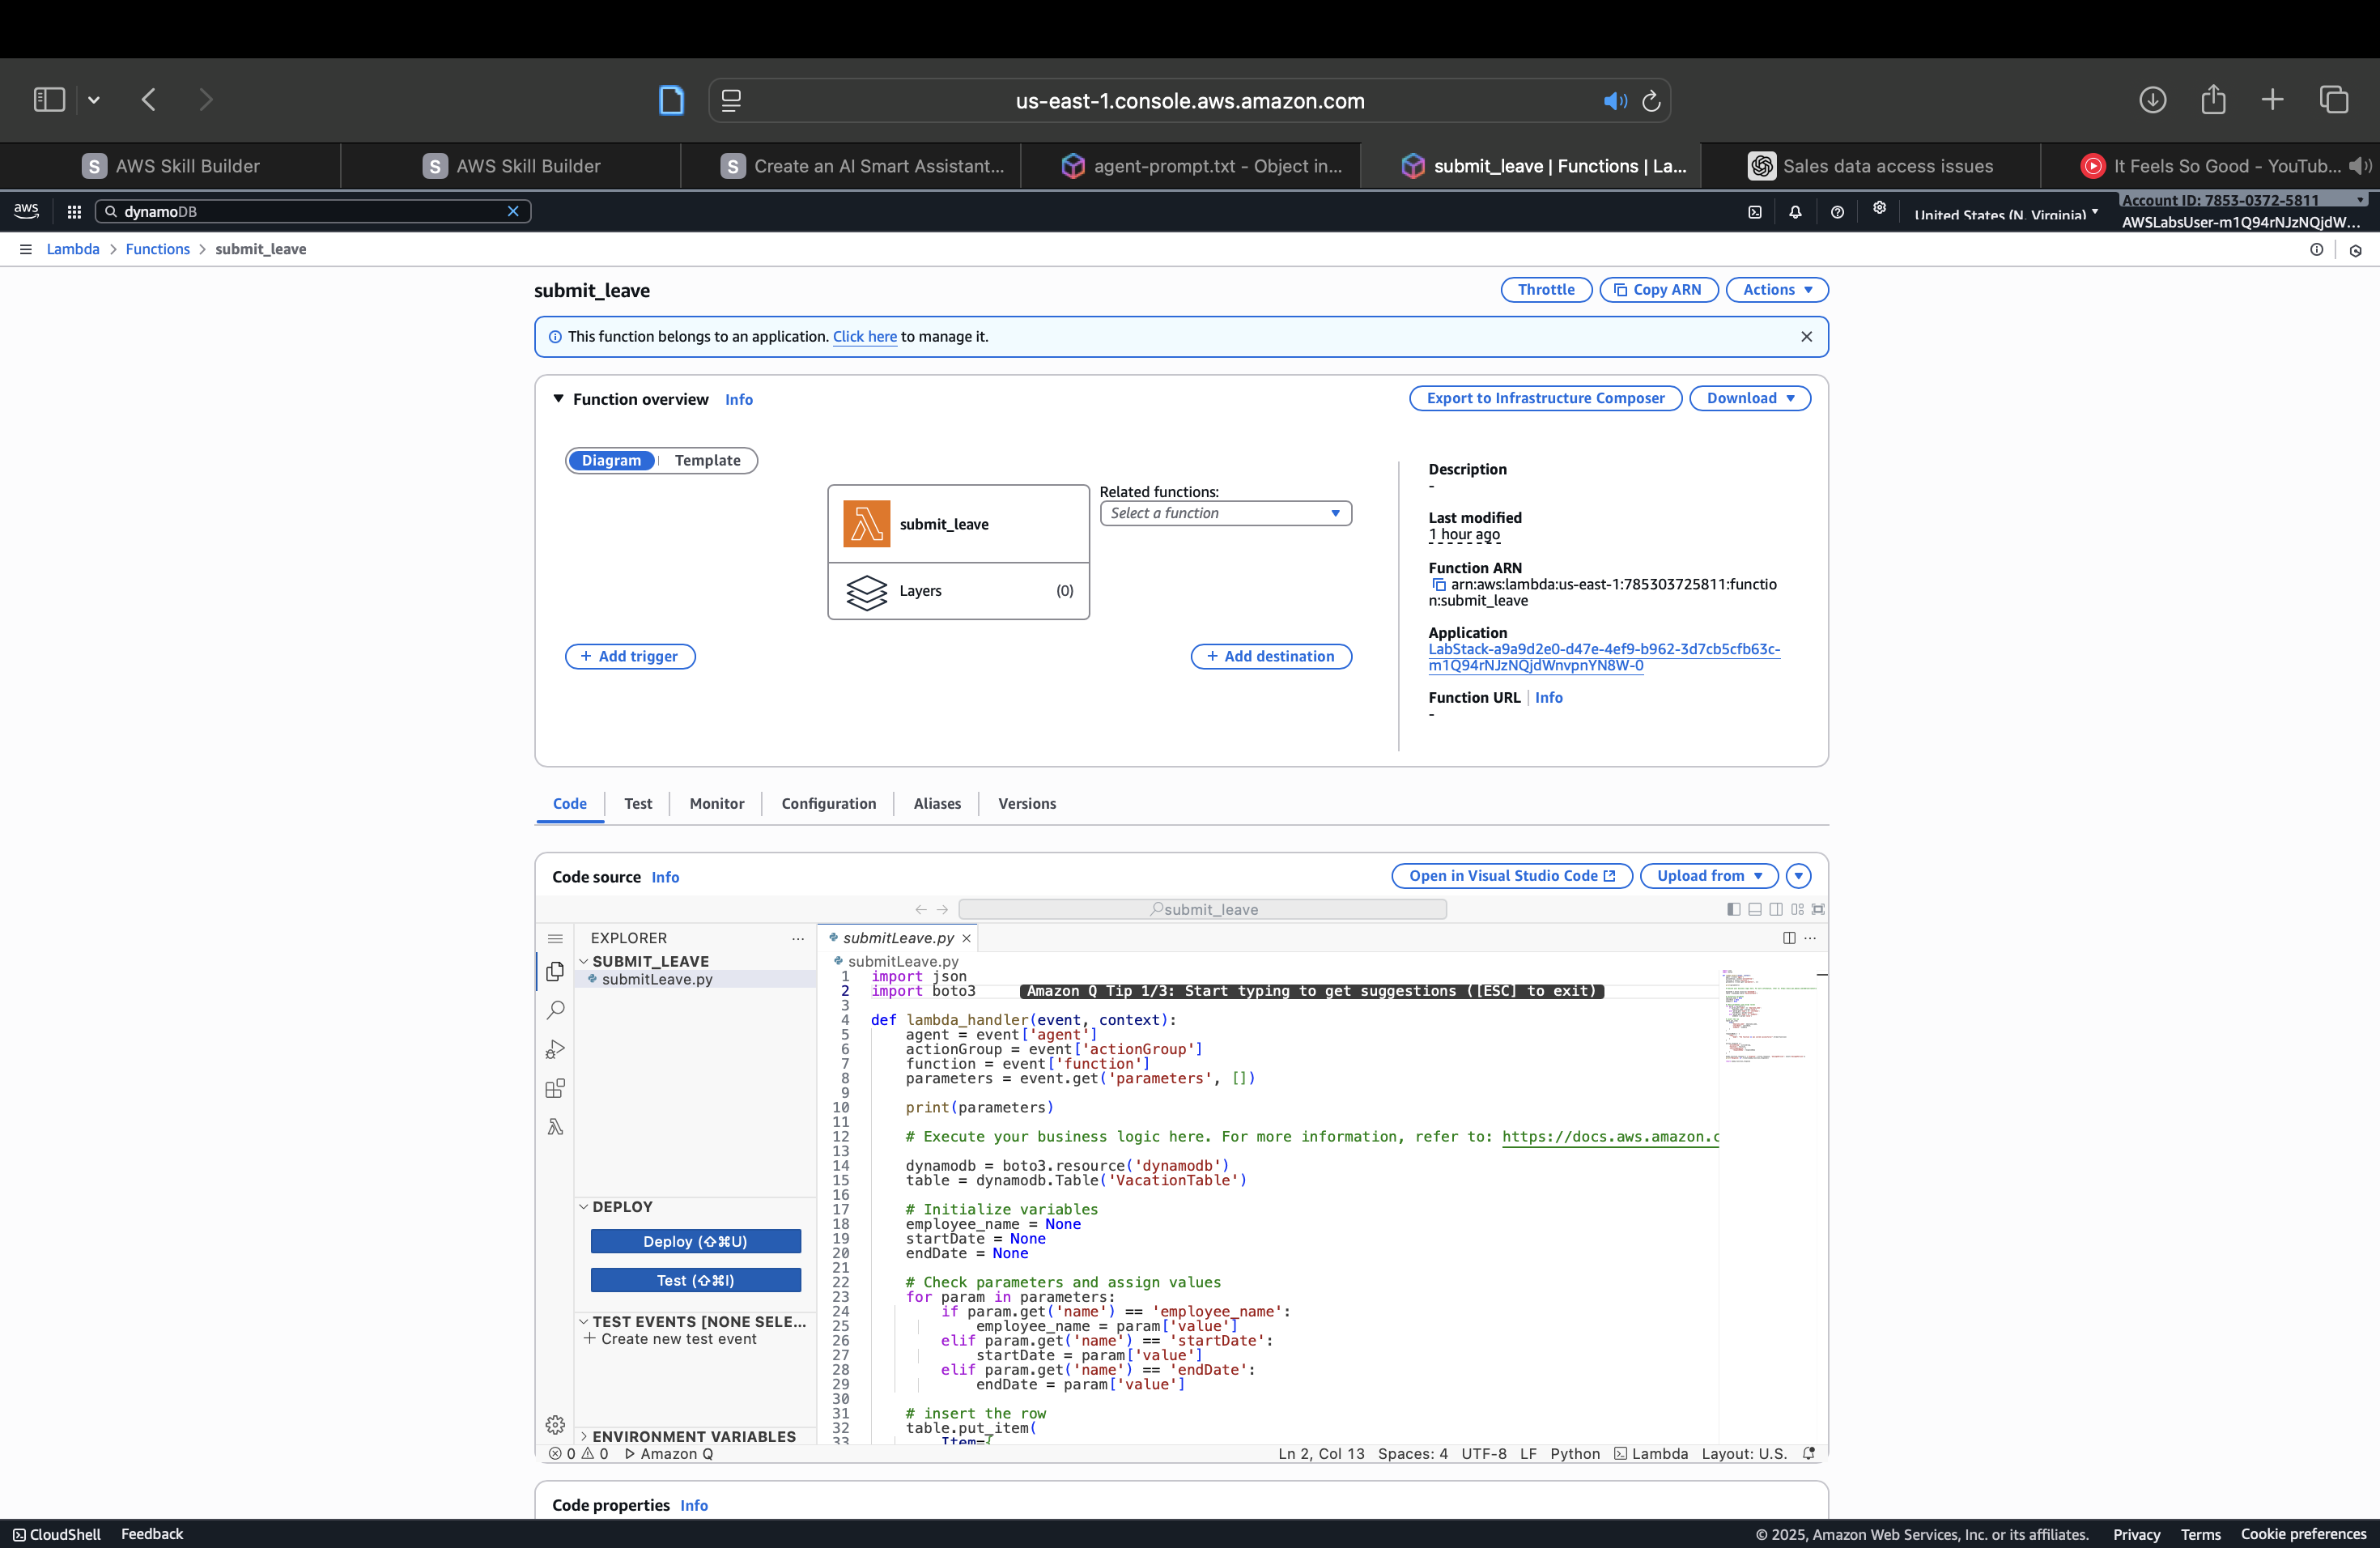 us-east-1.console.aws.amazon.com
S AWS Skill Builder
S AWS Skill Builder
S Create an AI Smart Assistant...
agent-prompt.txt - Object in...
submit_leave | Functions | La...
Sales data access issues
It Feels So Good - YouTub...
aws
dynamoDB
United States (N. Virginia)
Account ID: 7853-0372-5811
AWSLabsUser-m1Q94rNJzNQjdW...
Lambda > Functions > submit_leave
submit_leave
Throttle
Copy ARN
Actions
This function belongs to an application. Click here to manage it.
Function overview Info
Export to Infrastructure Composer
Download
Diagram
Template
submit_leave
Layers (0)
Related functions:
Select a function
+ Add trigger
+ Add destination
Description
-
Last modified
1 hour ago
Function ARN
arn:aws:lambda:us-east-1:785303725811:functio
n:submit_leave
Application
LabStack-a9a9d2e0-d47e-4ef9-b962-3d7cb5cfb63c-
m1Q94rNJzNQjdWnvpnYN8W-0
Function URL | Info
-
Code
Test
Monitor
Configuration
Aliases
Versions
Code source Info
Open in Visual Studio Code
Upload from
submit_leave
EXPLORER ...
SUBMIT_LEAVE
submitLeave.py
DEPLOY
Deploy (⇧⌘U)
Test (⇧⌘I)
TEST EVENTS [NONE SELE...
+ Create new test event
ENVIRONMENT VARIABLES
submitLeave.py ×
submitLeave.py
1 import json
2 import boto3 Amazon Q Tip 1/3: Start typing to get suggestions ([ESC] to exit)
3
4 def lambda_handler(event, context):
5 agent = event['agent']
6 actionGroup = event['actionGroup']
7 function = event['function']
8 parameters = event.get('parameters', [])
9
10 print(parameters)
11
12 # Execute your business logic here. For more information, refer to: https://docs.aws.amazon.c
13
14 dynamodb = boto3.resource('dynamodb')
15 table = dynamodb.Table('VacationTable')
16
17 # Initialize variables
18 employee_name = None
19 startDate = None
20 endDate = None
21
22 # Check parameters and assign values
23 for param in parameters:
24 if param.get('name') == 'employee_name':
25 employee_name = param['value']
26 elif param.get('name') == 'startDate':
27 startDate = param['value']
28 elif param.get('name') == 'endDate':
29 endDate = param['value']
30
31 # insert the row
32 table.put_item(
33 Item={
0 0 Amazon Q
Ln 2, Col 13 Spaces: 4 UTF-8 LF Python Lambda Layout: U.S.
Code properties Info
CloudShell Feedback
© 2025, Amazon Web Services, Inc. or its affiliates. Privacy Terms Cookie preferences